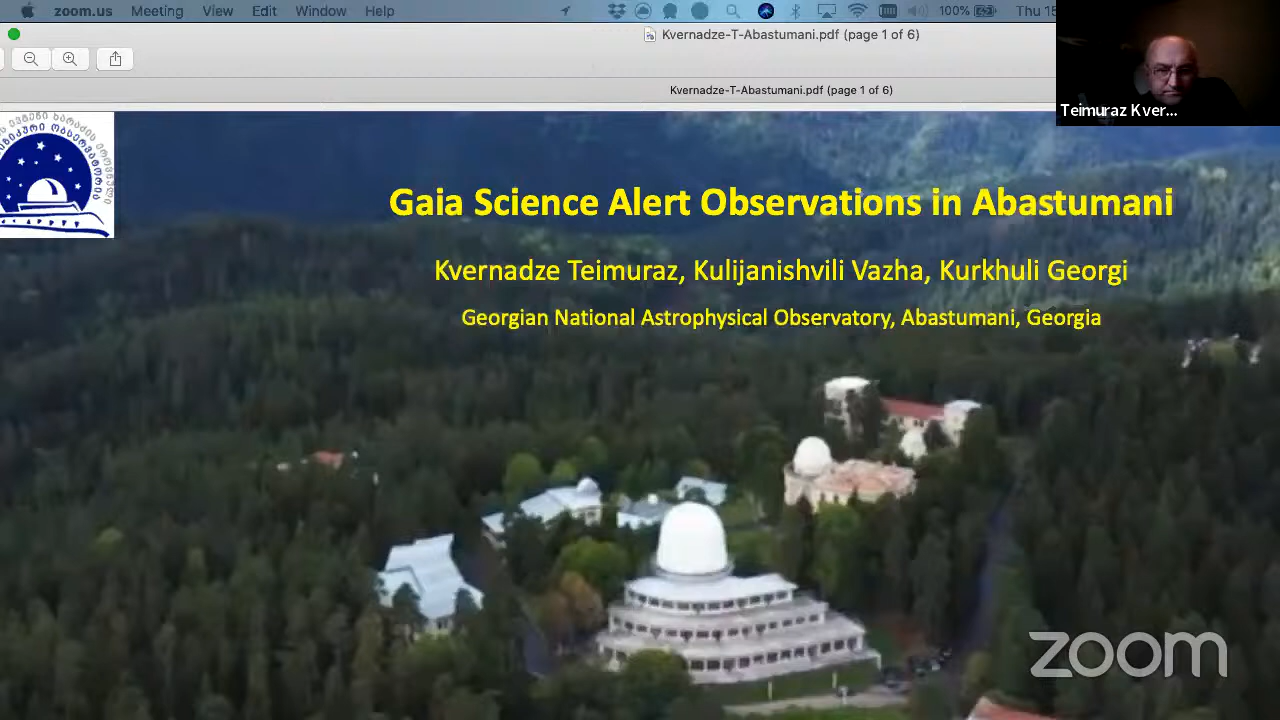 zoom.us Meeting View Edit Window Help 100% Thu 15
Kvernadze-T-Abastumani.pdf (page 1 of 6)
Kvernadze-T-Abastumani.pdf (page 1 of 6)
Teimuraz Kver...
Gaia Science Alert Observations in Abastumani
Kvernadze Teimuraz, Kulijanishvili Vazha, Kurkhuli Georgi
Georgian National Astrophysical Observatory, Abastumani, Georgia
zoom